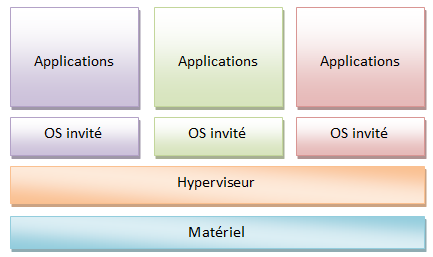 Applications Applications Applications
OS invité OS invité OS invité
Hyperviseur
Matériel